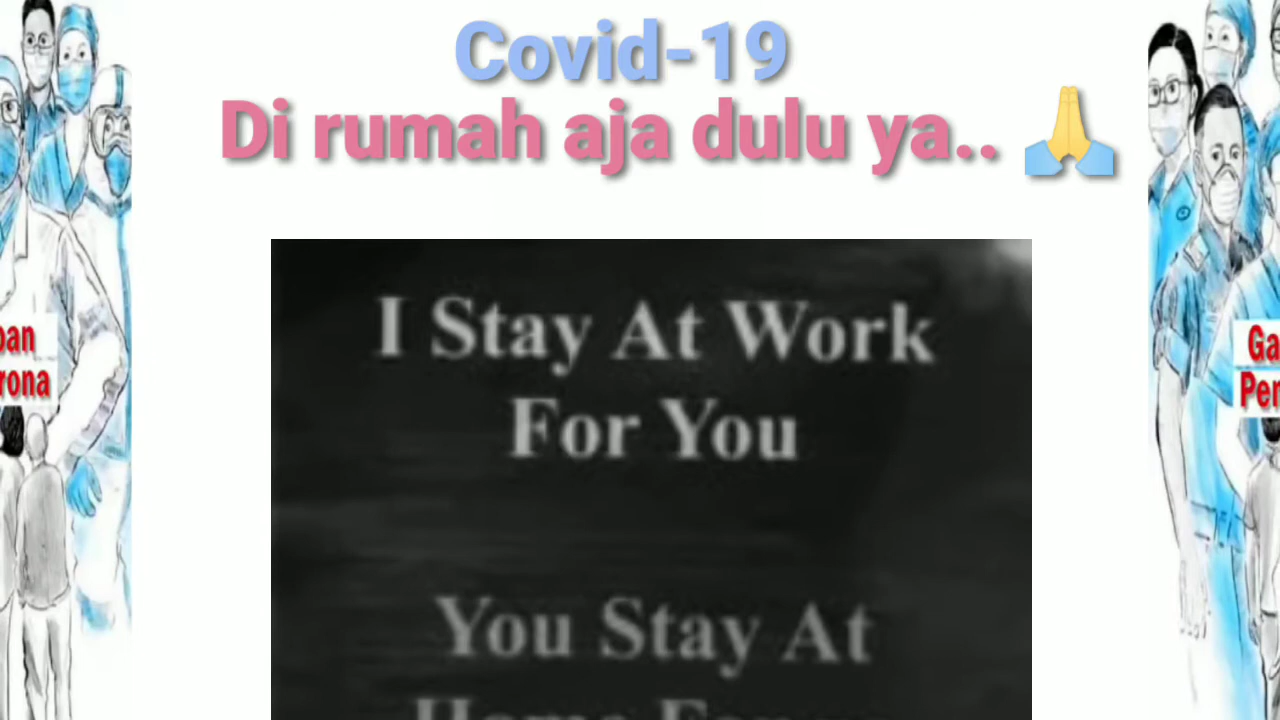 Covid-19
Di rumah aja dulu ya.. 🙏
I Stay At Work
For You
You Stay At